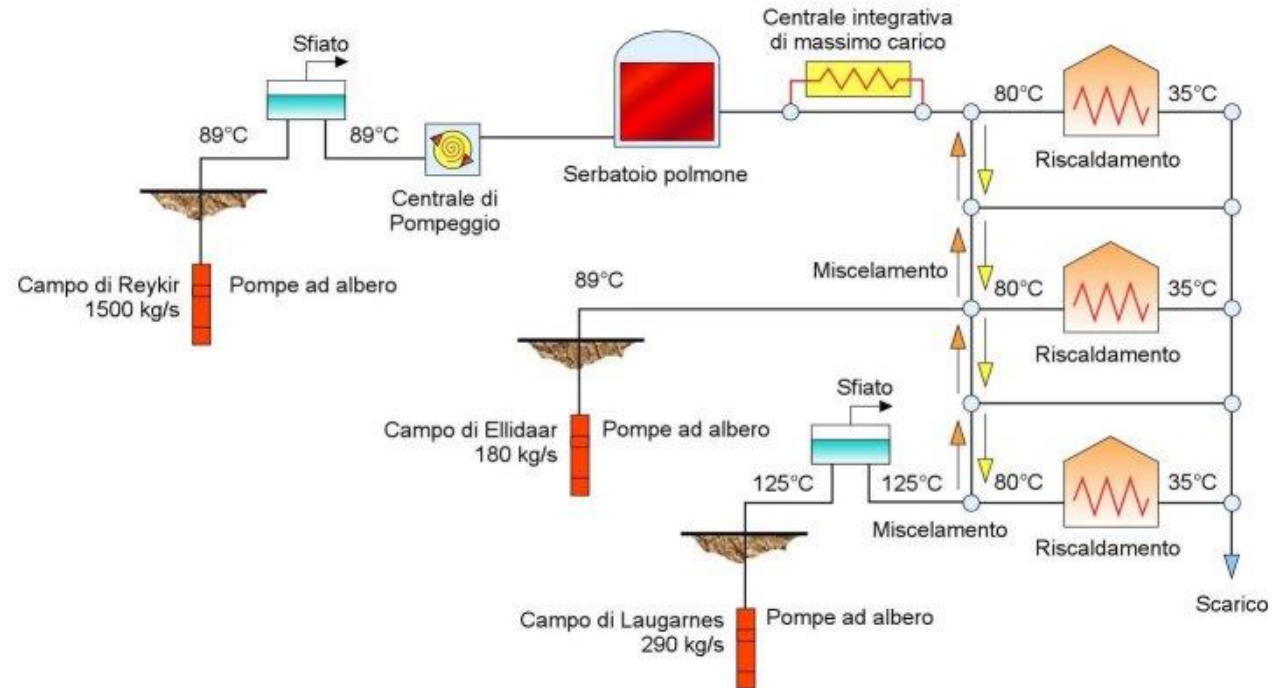 Centrale integrativa
di massimo carico
Sfiato
80°C
35°C
89°C
89°C
Riscaldamento
Serbatoio polmone
Centrale di
Pompeggio
Campo di Reykir
1500 kg/s
Pompe ad albero
Miscelamento
89°C
80°C
35°C
Riscaldamento
Sfiato
Campo di Ellidaar
180 kg/s
Pompe ad albero
125°C
125°C
80°C
35°C
Miscelamento
Riscaldamento
Scarico
Campo di Laugarnes
290 kg/s
Pompe ad albero